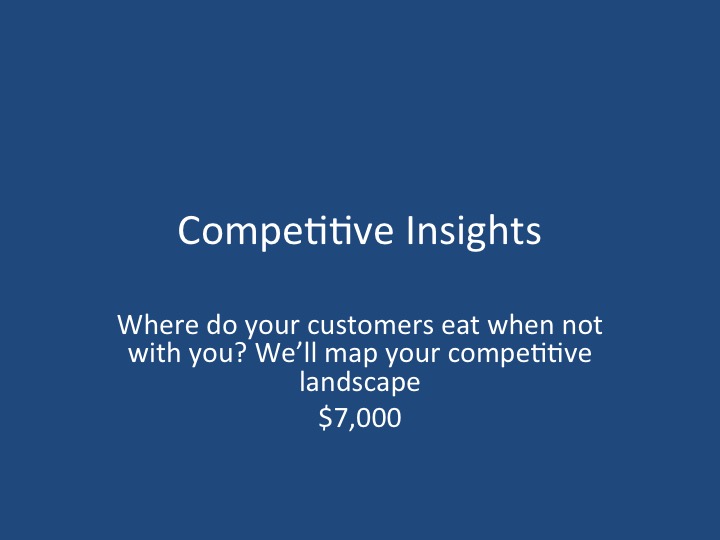 Competitive Insights
Where do your customers eat when not
with you? We’ll map your competitive
landscape
$7,000